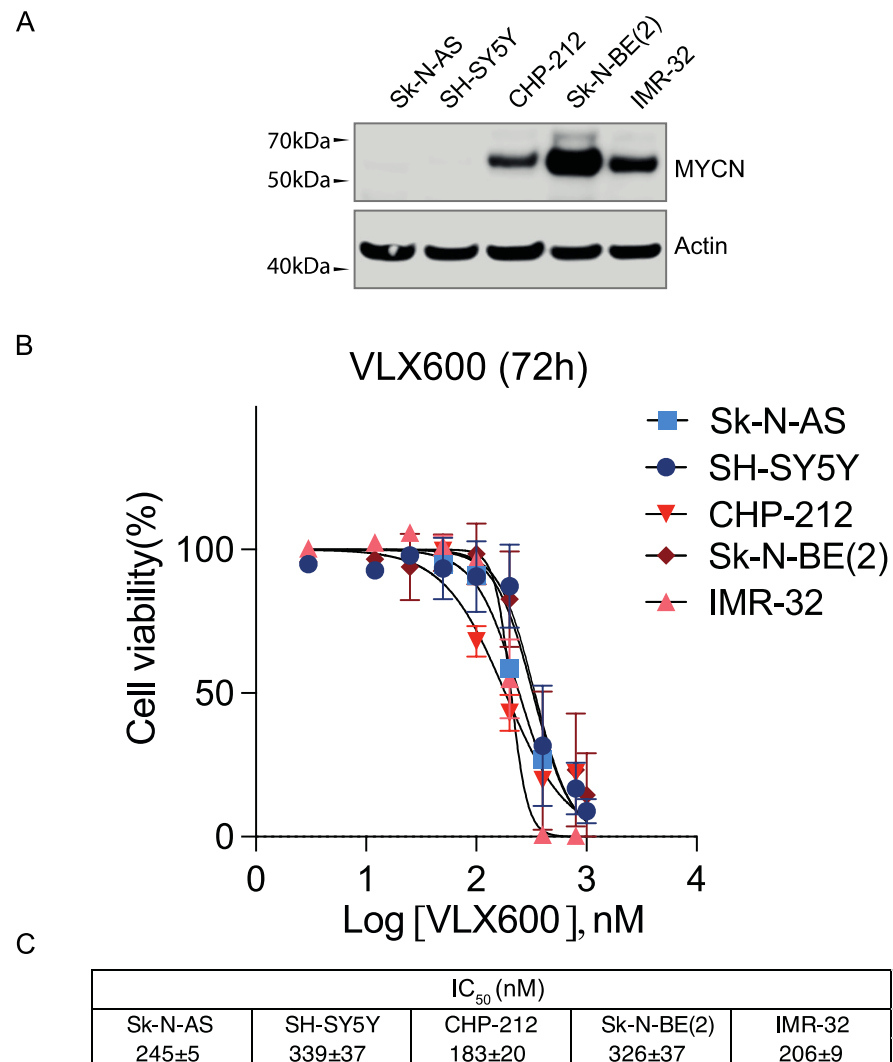 A
Sk-N-AS
SH-SY5Y
CHP-212
Sk-N-BE(2)
IMR-32
70kDa
50kDa
MYCN
40kDa
Actin
B
VLX600 (72h)
Sk-N-AS
SH-SY5Y
CHP-212
Sk-N-BE(2)
IMR-32
Cell viability(%)
100
50
0
0 1 2 3 4
Log [VLX600], nM
C
IC50 (nM)
Sk-N-AS SH-SY5Y CHP-212 Sk-N-BE(2) IMR-32
245±5 339±37 183±20 326±37 206±9